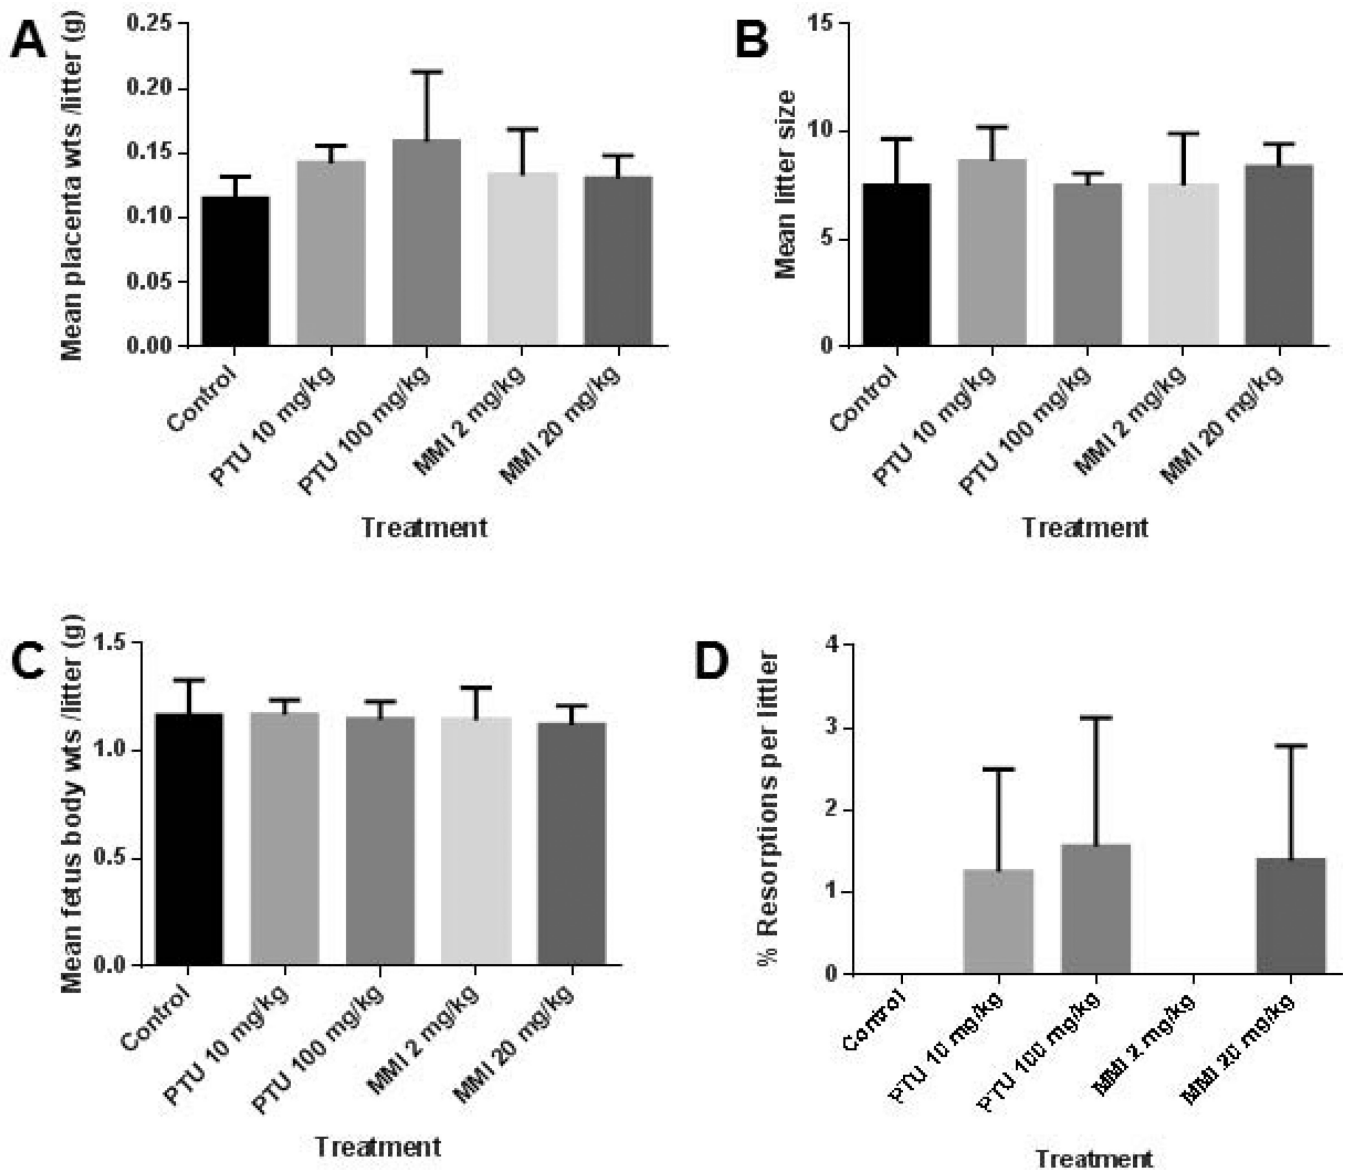 A
Mean placenta wts /litter (g)
0.25
0.20
0.15
0.10
0.05
0.00
Control
PTU 10 mg/kg
PTU 100 mg/kg
MMI 2 mg/kg
MMI 20 mg/kg
Treatment
B
Mean litter size
15
10
5
0
Control
PTU 10 mg/kg
PTU 100 mg/kg
MMI 2 mg/kg
MMI 20 mg/kg
Treatment
C
Mean fetus body wts /litter (g)
1.5
1.0
0.5
0.0
Control
PTU 10 mg/kg
PTU 100 mg/kg
MMI 2 mg/kg
MMI 20 mg/kg
Treatment
D
% Resorptions per littler
4
3
2
1
0
Control
PTU 10 mg/kg
PTU 100 mg/kg
MMI 2 mg/kg
MMI 20 mg/kg
Treatment